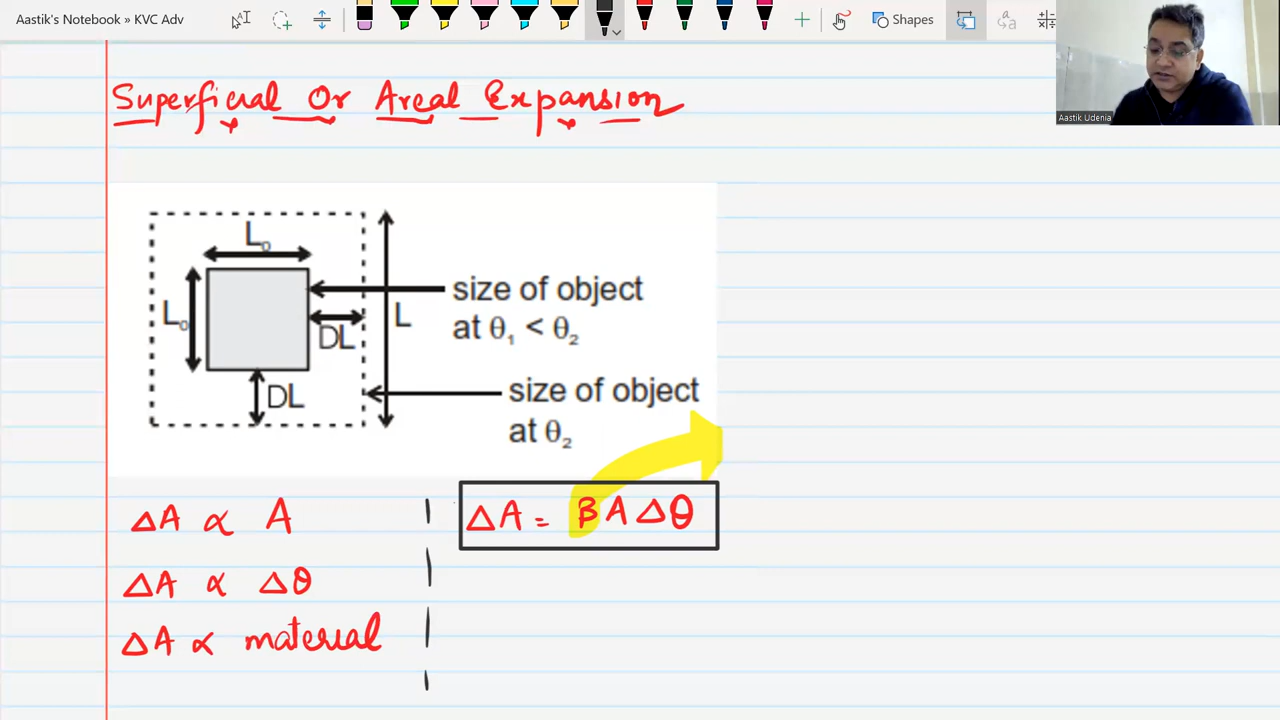 Aastik's Notebook » KVC Adv
Shapes
Aastik Udenia
Superficial Or Areal Expansion
L₀
L₀
DL
L
DL
size of object
at θ₁ < θ₂
size of object
at θ₂
ΔA ∝ A
ΔA = β A Δθ
ΔA ∝ Δθ
ΔA ∝ material